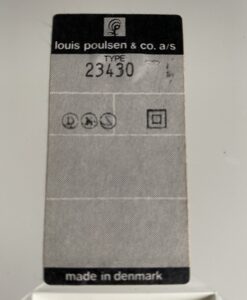 louis poulsen & co. a/s
TYPE
23430
made in denmark